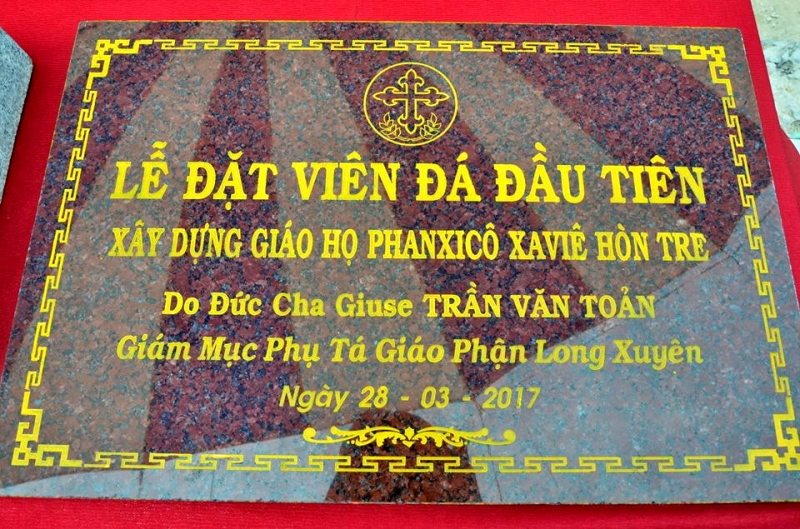 LỄ ĐẶT VIÊN ĐÁ ĐẦU TIÊN
XÂY DỰNG GIÁO HỌ PHANXICÔ XAVIÊ HÒN TRE
Do Đức Cha Giuse TRẦN VĂN TOẢN
Giám Mục Phụ Tá Giáo Phận Long Xuyên
Ngày 28 - 03 - 2017